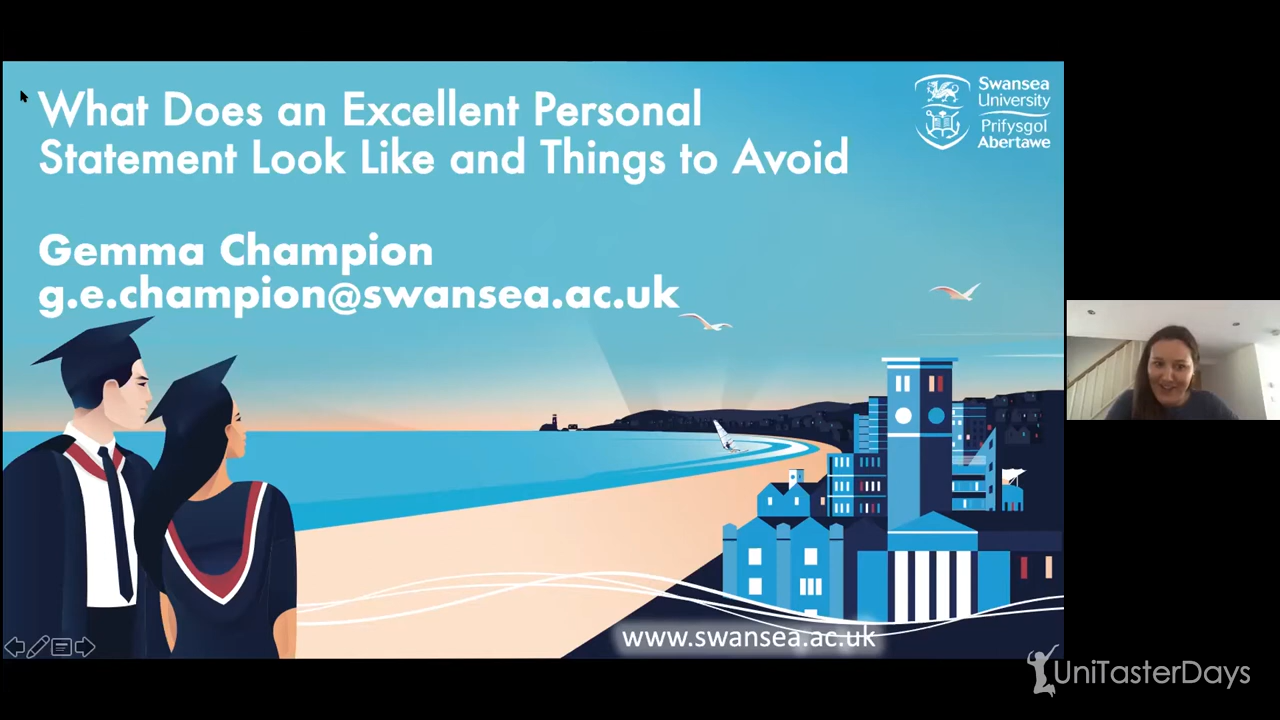 What Does an Excellent Personal
Statement Look Like and Things to Avoid
Gemma Champion
g.e.champion@swansea.ac.uk
Swansea
University
Prifysgol
Abertawe
www.swansea.ac.uk
UniTasterDays